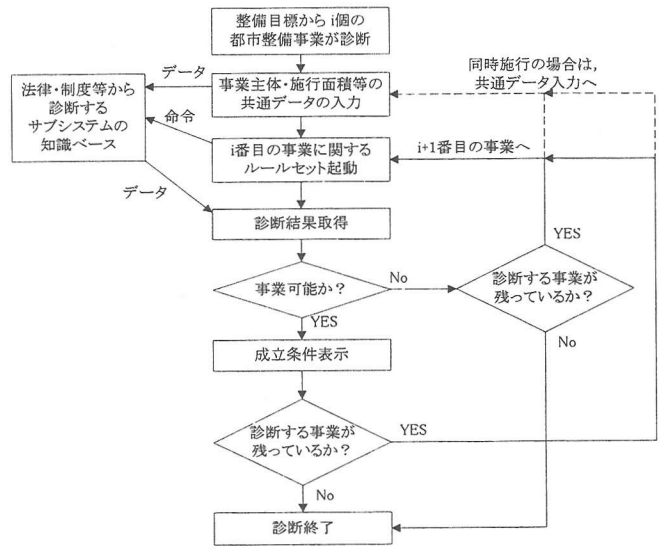 整備目標から i個の
都市整備事業が診断
事業主体・施行面積等の
共通データの入力
同時施行の場合は,
共通データ入力へ
データ
法律・制度等から
診断する
サブシステムの
知識ベース
命令
i番目の事業に関する
ルールセット起動
i+1番目の事業へ
データ
診断結果取得
YES
事業可能か？
No
診断する事業が
残っているか？
YES
No
成立条件表示
診断する事業が
残っているか？
YES
No
診断終了